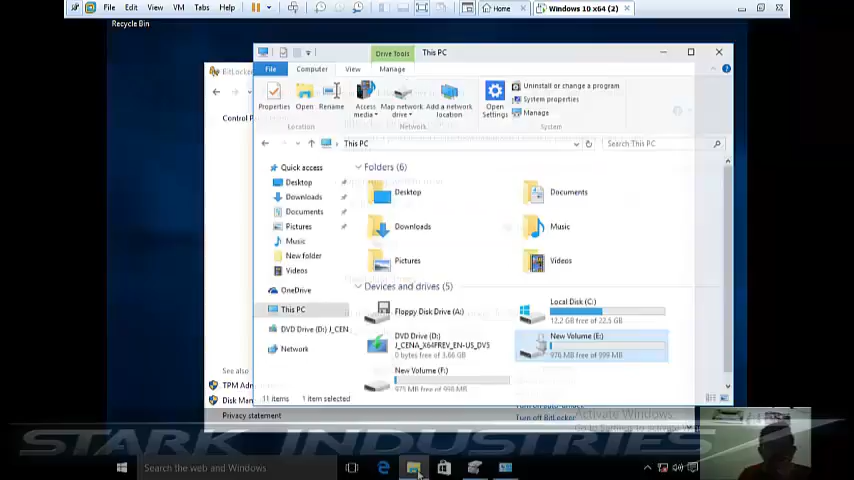 File Edit View VM Tabs Help Home Windows 10 x64 (2)
Recycle Bin
Drive Tools This PC
File Computer View Manage
BitLocker
Properties Open Rename Access media Map network drive Add a network location Open Settings
Uninstall or change a program
System properties
Manage
Location Network System
Control P
This PC Search This PC
Quick access
Desktop
Downloads
Documents
Pictures
Music
New folder
Videos
OneDrive
This PC
DVD Drive (D:) J_CEN
Network
Folders (6)
Desktop Documents
Downloads Music
Pictures Videos
Devices and drives (5)
Floppy Disk Drive (A:)
Local Disk (C:)
12.2 GB free of 22.5 GB
DVD Drive (D:)
J_CENA_X64FREV_EN-US_DV5
0 bytes free of 3.66 GB
New Volume (E:)
976 MB free of 999 MB
New Volume (F:)
975 MB free of 998 MB
11 items 1 item selected
See also
TPM Adm
Disk Man
Privacy statement
Turn off BitLocker
Activate Windows
STARK INDUSTRIES
Search the web and Windows